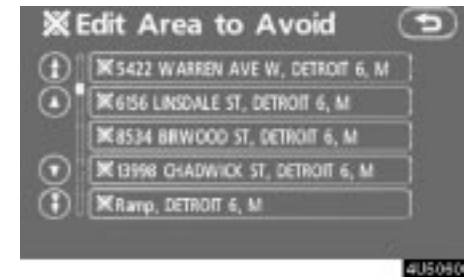 Edit Area to Avoid
5422 WARREN AVE W, DETROIT 6, M
6156 LINSDALE ST, DETROIT 6, M
8534 BIRWOOD ST, DETROIT 6, M
13998 CHADWICK ST, DETROIT 6, M
Ramp, DETROIT 6, M
4U5060